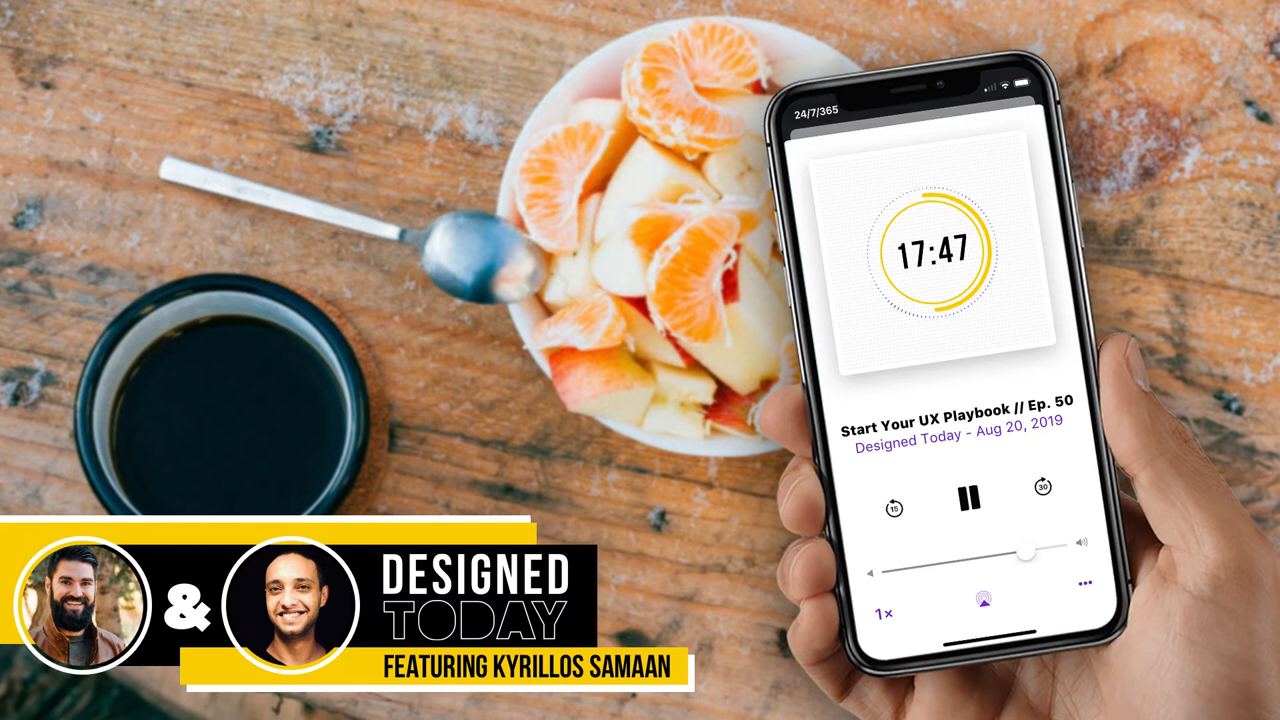 24/7/365
17:47
Start Your UX Playbook // Ep. 50
Designed Today - Aug 20, 2019
15
30
1×
&
DESIGNED
TODAY
FEATURING KYRILLOS SAMAAN